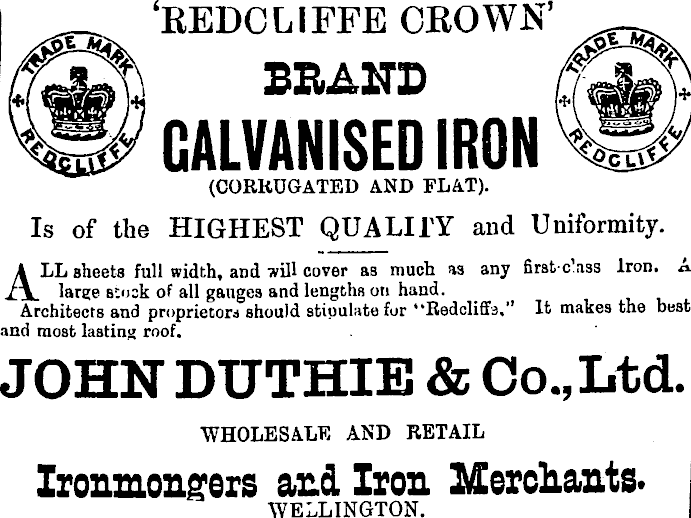 'REDCLIFFE CROWN'
TRADE MARK
REDCLIFFE
TRADE MARK
REDCLIFFE
BRAND
GALVANISED IRON
(CORRUGATED AND FLAT).
Is of the HIGHEST QUALITY and Uniformity.
ALL sheets full width, and will cover as much as any first-class Iron. A
large stock of all gauges and lengths on hand.
Architects and proprietors should stipulate for "Redcliffe." It makes the best
and most lasting roof.
JOHN DUTHIE & Co., Ltd.
WHOLESALE AND RETAIL
Ironmongers and Iron Merchants.
WELLINGTON.